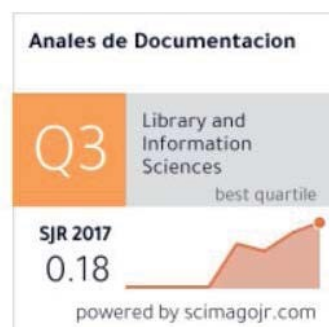 Anales de Documentacion
Q3
Library and
Information
Sciences
best quartile
SJR 2017
0.18
powered by scimagojr.com